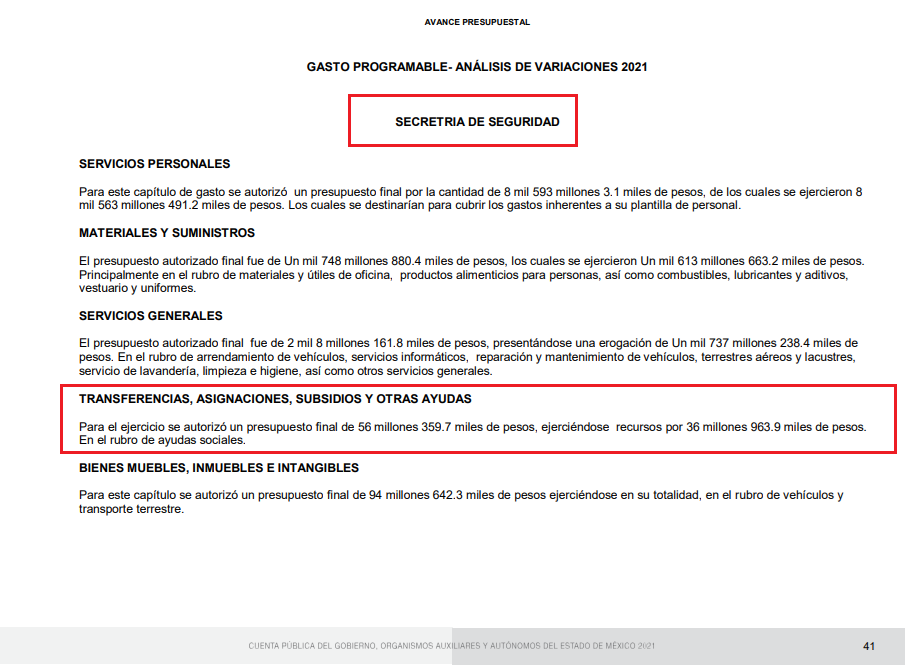 AVANCE PRESUPUESTAL
GASTO PROGRAMABLE- ANÁLISIS DE VARIACIONES 2021
SECRETRIA DE SEGURIDAD
SERVICIOS PERSONALES
Para este capítulo de gasto se autorizó un presupuesto final por la cantidad de 8 mil 593 millones 3.1 miles de pesos, de los cuales se ejercieron 8
mil 563 millones 491.2 miles de pesos. Los cuales se destinarían para cubrir los gastos inherentes a su plantilla de personal.
MATERIALES Y SUMINISTROS
El presupuesto autorizado final fue de Un mil 748 millones 880.4 miles de pesos, los cuales se ejercieron Un mil 613 millones 663.2 miles de pesos.
Principalmente en el rubro de materiales y útiles de oficina, productos alimenticios para personas, así como combustibles, lubricantes y aditivos,
vestuario y uniformes.
SERVICIOS GENERALES
El presupuesto autorizado final fue de 2 mil 8 millones 161.8 miles de pesos, presentándose una erogación de Un mil 737 millones 238.4 miles de
pesos. En el rubro de arrendamiento de vehículos, servicios informáticos, reparación y mantenimiento de vehículos, terrestres aéreos y lacustres,
servicio de lavandería, limpieza e higiene, así como otros servicios generales.
TRANSFERENCIAS, ASIGNACIONES, SUBSIDIOS Y OTRAS AYUDAS
Para el ejercicio se autorizó un presupuesto final de 56 millones 359.7 miles de pesos, ejerciéndose recursos por 36 millones 963.9 miles de pesos.
En el rubro de ayudas sociales.
BIENES MUEBLES, INMUEBLES E INTANGIBLES
Para este capítulo se autorizó un presupuesto final de 94 millones 642.3 miles de pesos ejerciéndose en su totalidad, en el rubro de vehículos y
transporte terrestre.
CUENTA PÚBLICA DEL GOBIERNO, ORGANISMOS AUXILIARES Y AUTÓNOMOS DEL ESTADO DE MÉXICO 2021
41